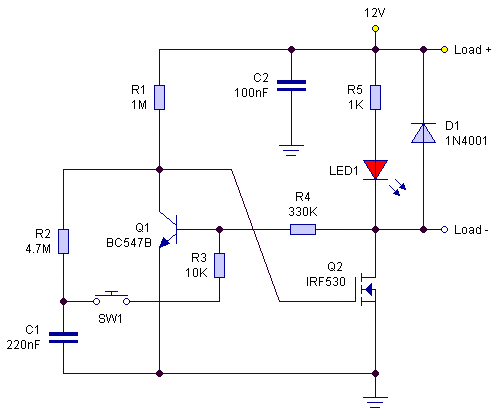 12V
Load +
R1
1M
C2
100nF
R5
1K
D1
1N4001
LED1
R4
330K
Load -
R2
4.7M
Q1
BC547B
R3
10K
Q2
IRF530
SW1
C1
220nF